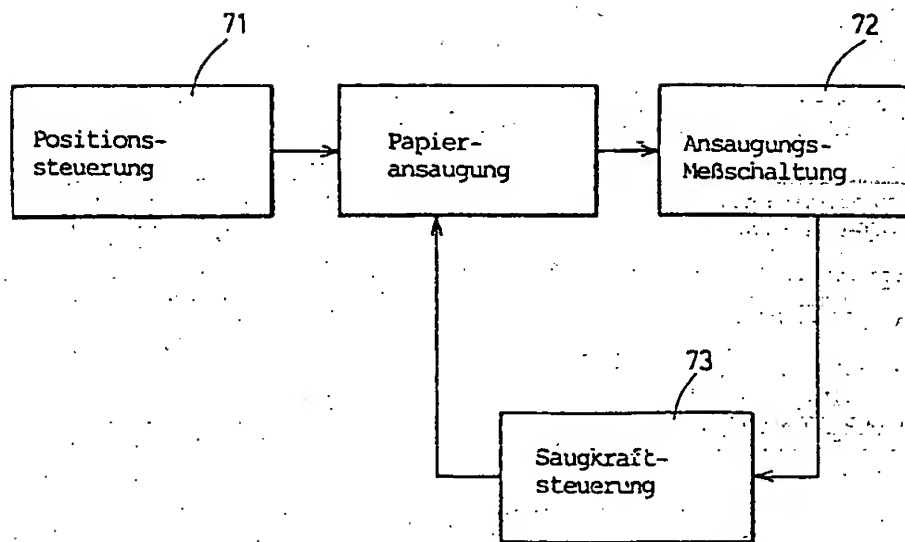 71
72
Positions-
steuerung
Papier-
ansaugung
Ansaugungs-
Meßschaltung
73
Saugkraft-
steuerung